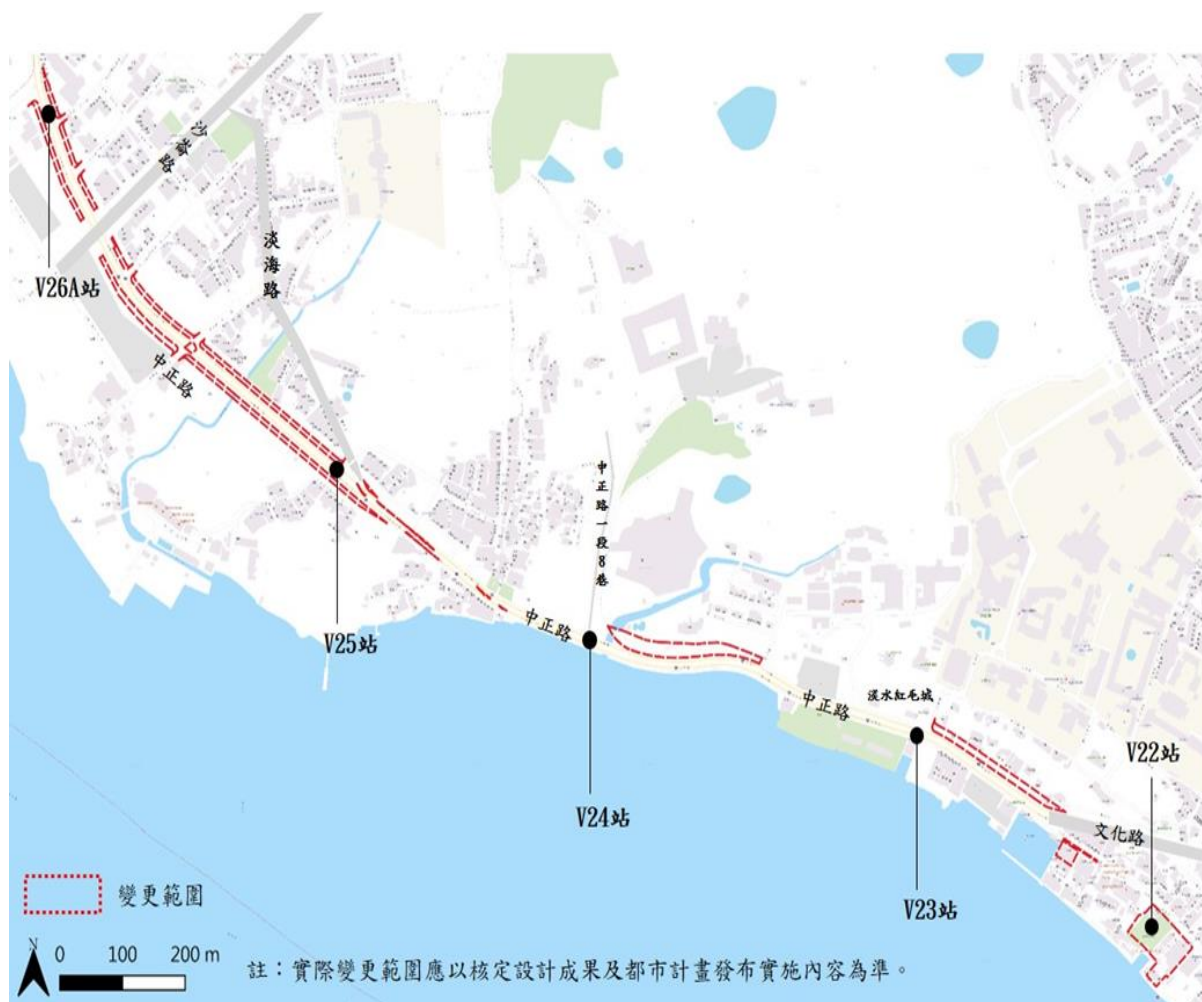 沙崙路
V26A站
淡海路
中正路
中正路一段8巷
V25站
中正路
V24站
中正路
淡水紅毛城
V22站
文化路
V23站
變更範圍
N
0 100 200 m
註：實際變更範圍應以核定設計成果及都市計畫發布實施內容為準。